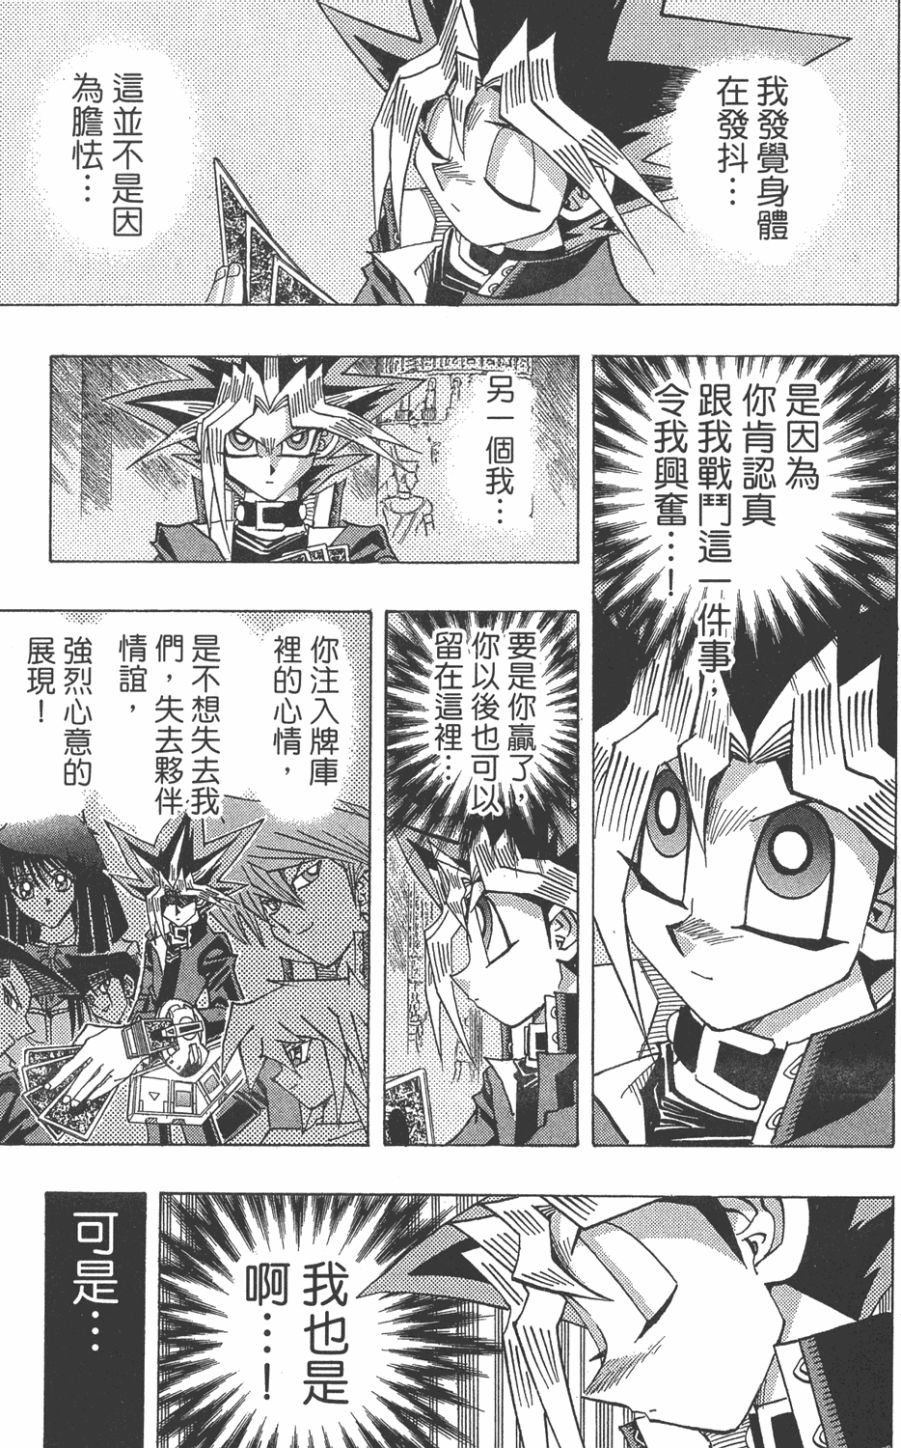 我發覺身體
在發抖…
這並不是因
為膽怯…
是因為
你肯認真
跟我戰鬥這一件事，
令我興奮…！
另一個我…
要是你贏了，
你以後也可以
留在這裡…
你注入牌庫
裡的心情，
是不想失去我
們，失去夥伴
情誼，
強烈心意的
展現！
我也是
啊…！
可是…